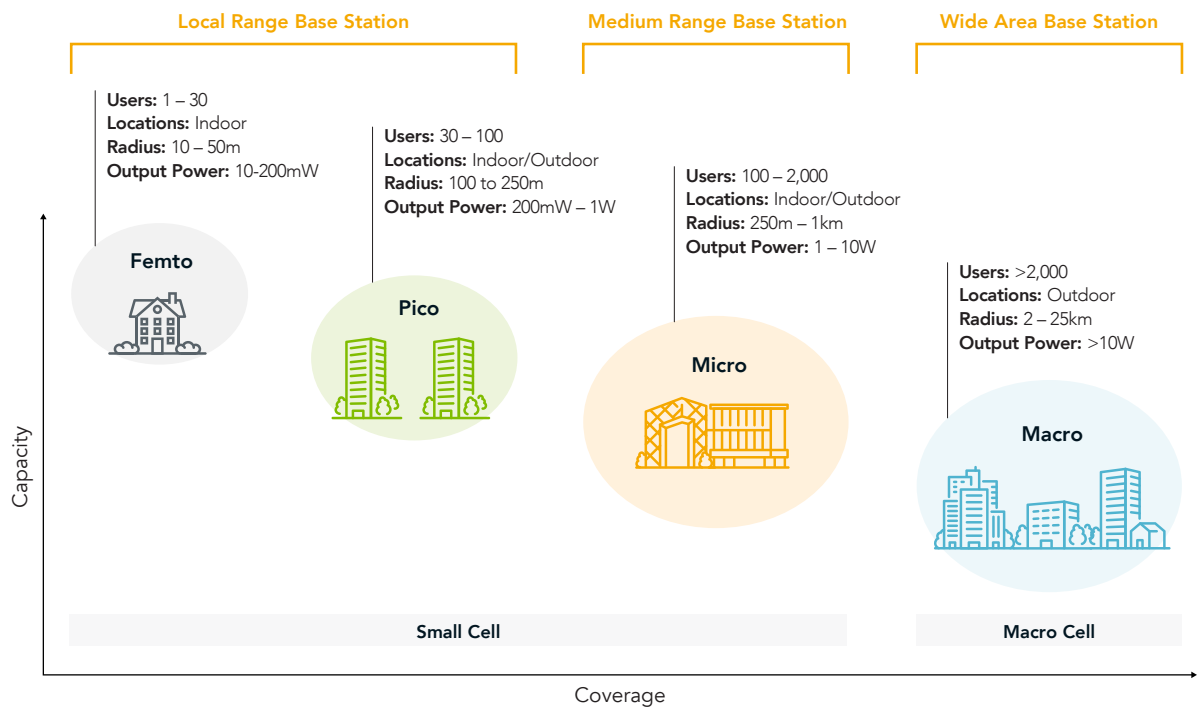 Local Range Base Station
Medium Range Base Station
Wide Area Base Station
Users: 1 – 30
Locations: Indoor
Radius: 10 – 50m
Output Power: 10-200mW
Users: 30 – 100
Locations: Indoor/Outdoor
Radius: 100 to 250m
Output Power: 200mW – 1W
Users: 100 – 2,000
Locations: Indoor/Outdoor
Radius: 250m – 1km
Output Power: 1 – 10W
Users: >2,000
Locations: Outdoor
Radius: 2 – 25km
Output Power: >10W
Femto
Pico
Micro
Macro
Capacity
Small Cell
Macro Cell
Coverage